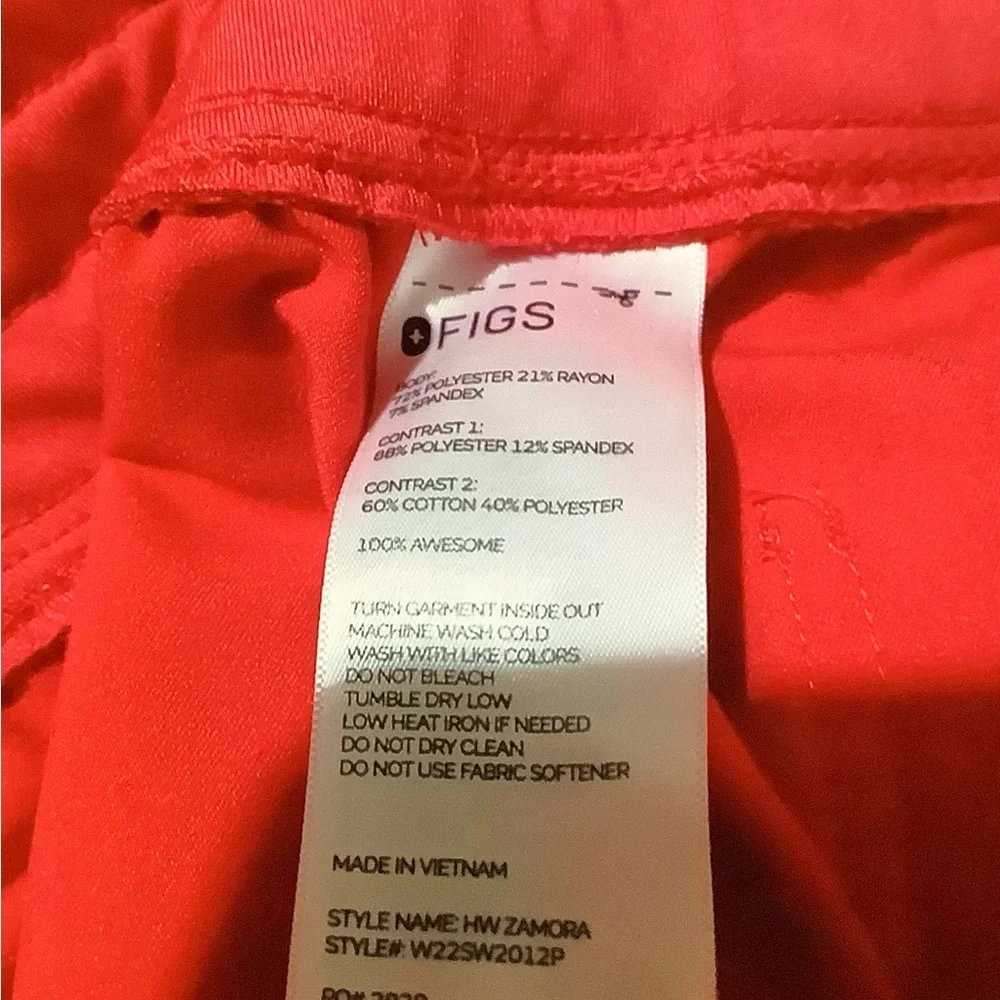 FIGS
BODY:
72% POLYESTER 21% RAYON
7% SPANDEX
CONTRAST 1:
88% POLYESTER 12% SPANDEX
CONTRAST 2:
60% COTTON 40% POLYESTER
100% AWESOME
TURN GARMENT INSIDE OUT
MACHINE WASH COLD
WASH WITH LIKE COLORS
DO NOT BLEACH
TUMBLE DRY LOW
LOW HEAT IRON IF NEEDED
DO NOT DRY CLEAN
DO NOT USE FABRIC SOFTENER
MADE IN VIETNAM
STYLE NAME: HW ZAMORA
STYLE#: W22SW2012P
PO#